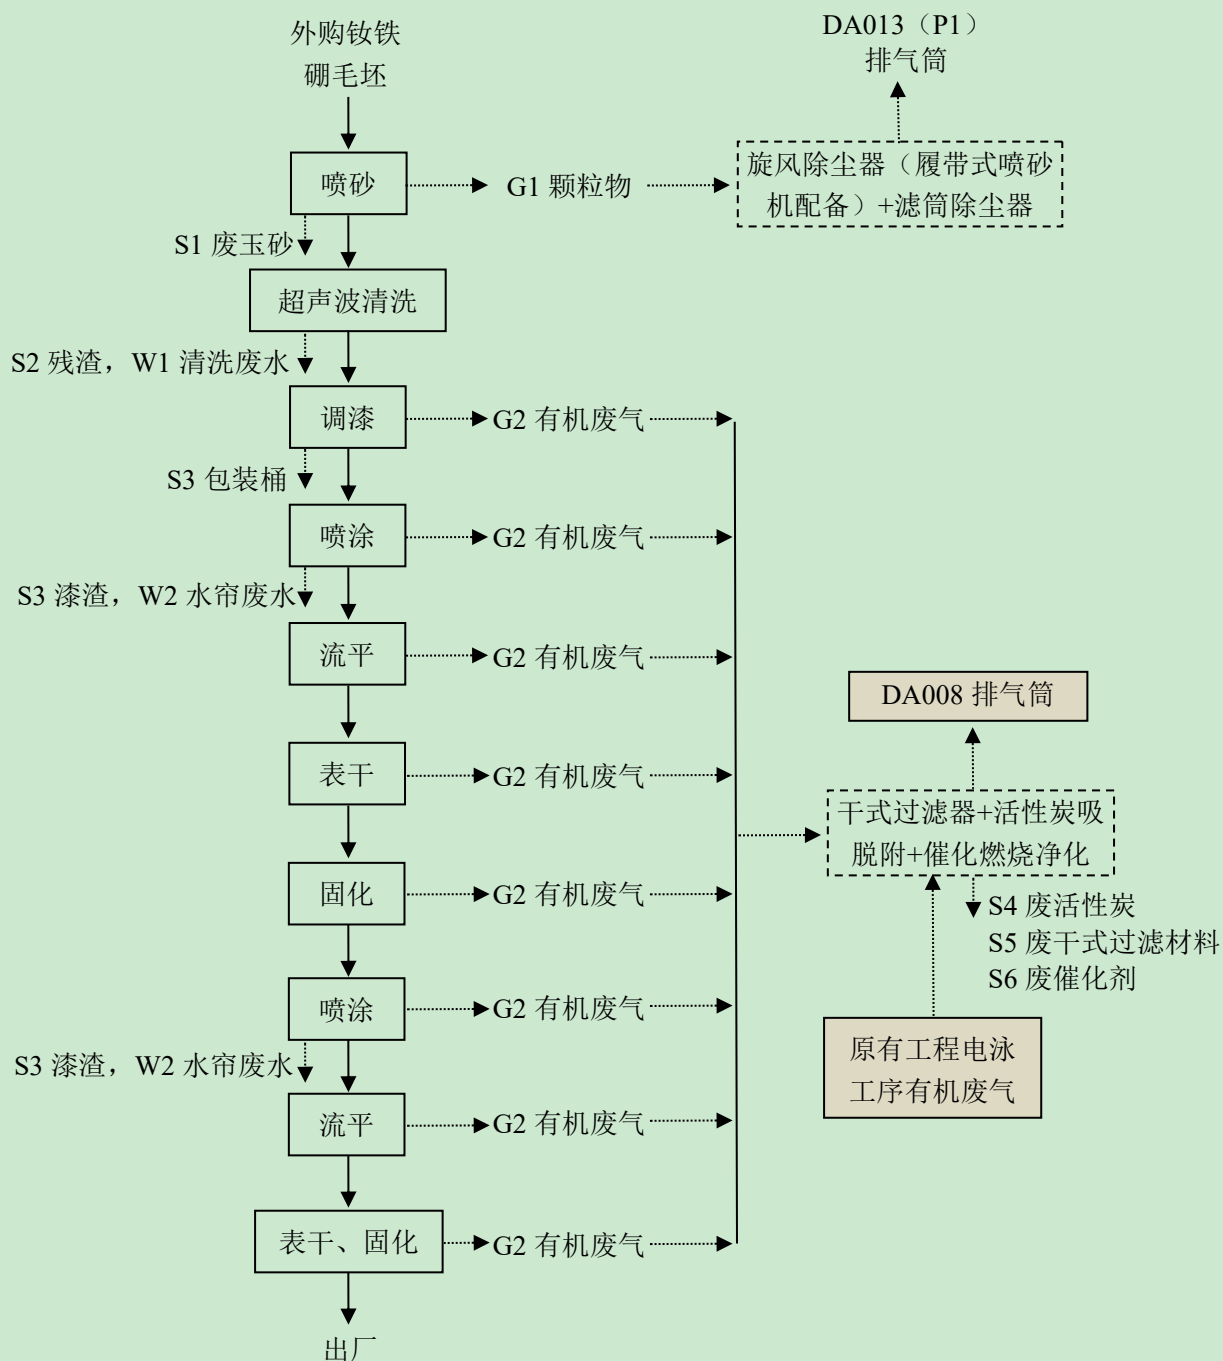 外购钕铁
硼毛坯
DA013（P1）
排气筒
喷砂
G1 颗粒物
旋风除尘器（履带式喷砂
机配备）+滤筒除尘器
S1 废玉砂
超声波清洗
S2 残渣，W1 清洗废水
调漆
G2 有机废气
S3 包装桶
喷涂
G2 有机废气
S3 漆渣，W2 水帘废水
流平
G2 有机废气
DA008 排气筒
表干
G2 有机废气
干式过滤器+活性炭吸
脱附+催化燃烧净化
固化
G2 有机废气
S4 废活性炭
S5 废干式过滤材料
S6 废催化剂
喷涂
G2 有机废气
原有工程电泳
工序有机废气
S3 漆渣，W2 水帘废水
流平
G2 有机废气
表干、固化
G2 有机废气
出厂